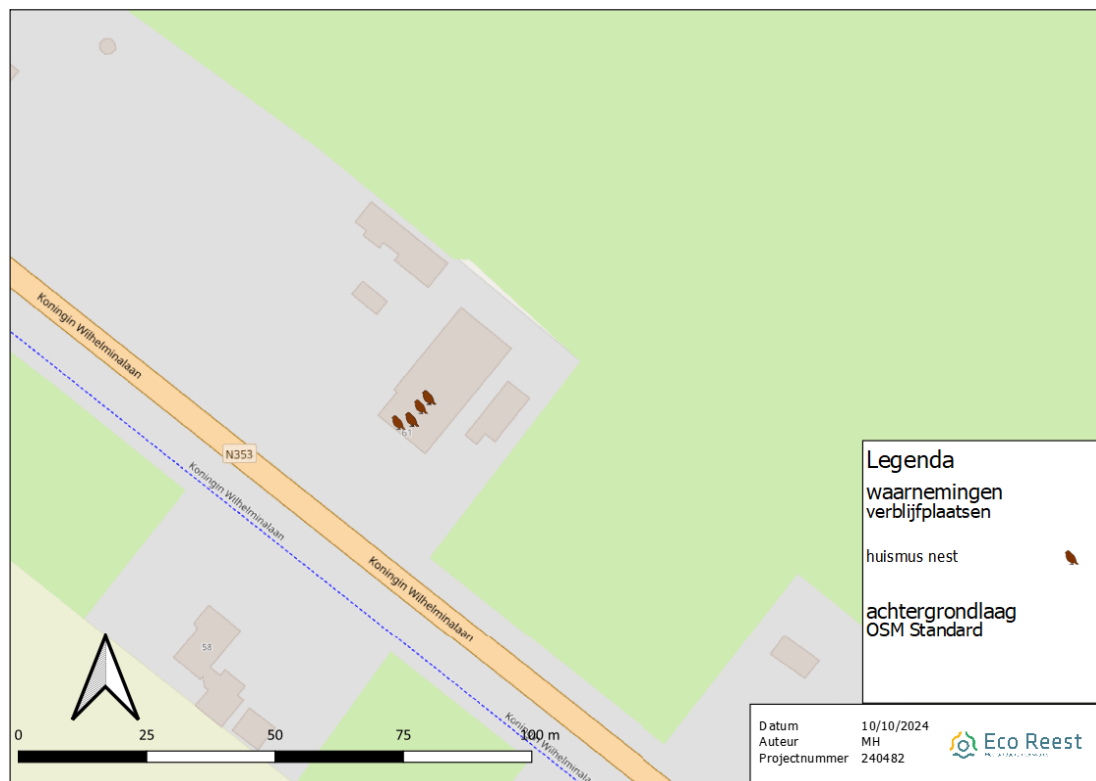 Koningin Wilhelminalaan
61
N353
Koningin Wilhelminalaan
Koningin Wilhelminalaan
58
Koningin Wilhelminala
0 25 50 75 100 m
Legenda
waarnemingen
verblijfplaatsen
huismus nest
achtergrondlaag
OSM Standard
Datum 10/10/2024
Auteur MH
Projectnummer 240482
Eco Reest